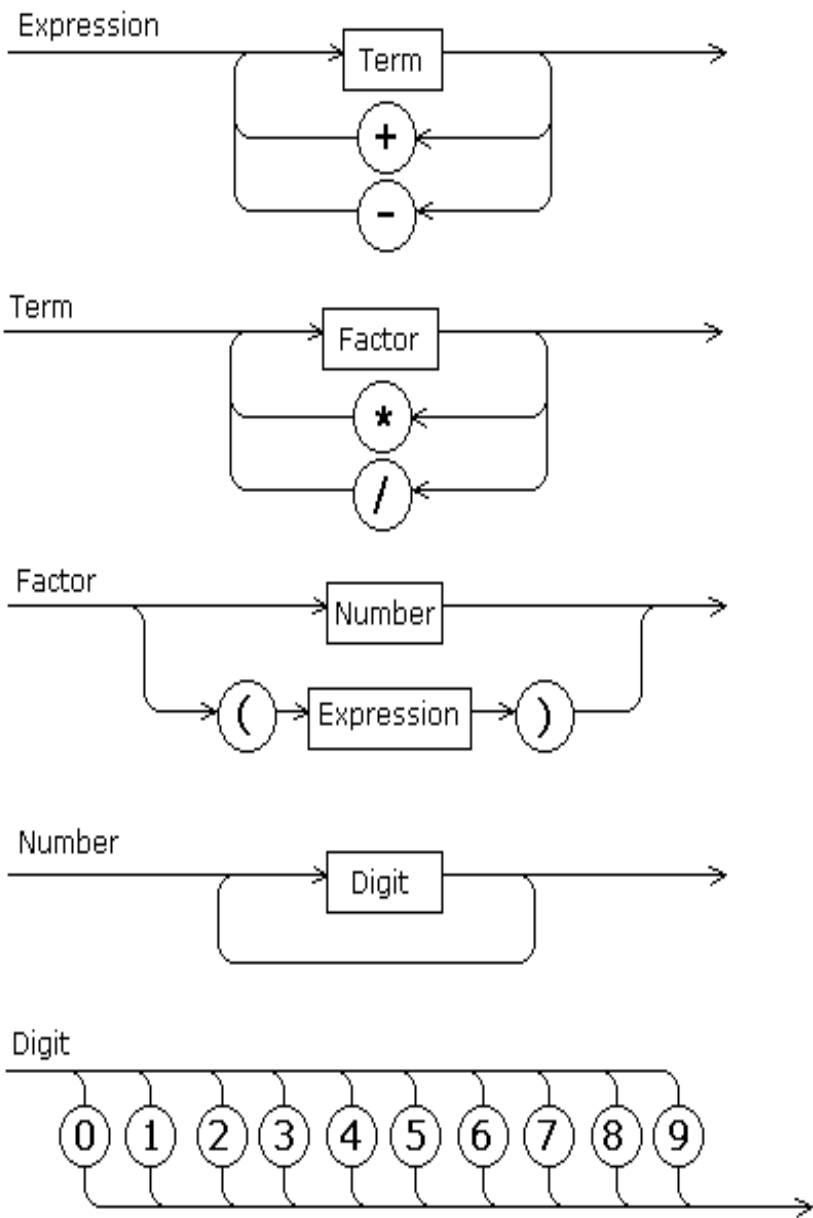 Expression
Term
+
-
Term
Factor
*
/
Factor
Number
( Expression )
Number
Digit
Digit
0 1 2 3 4 5 6 7 8 9